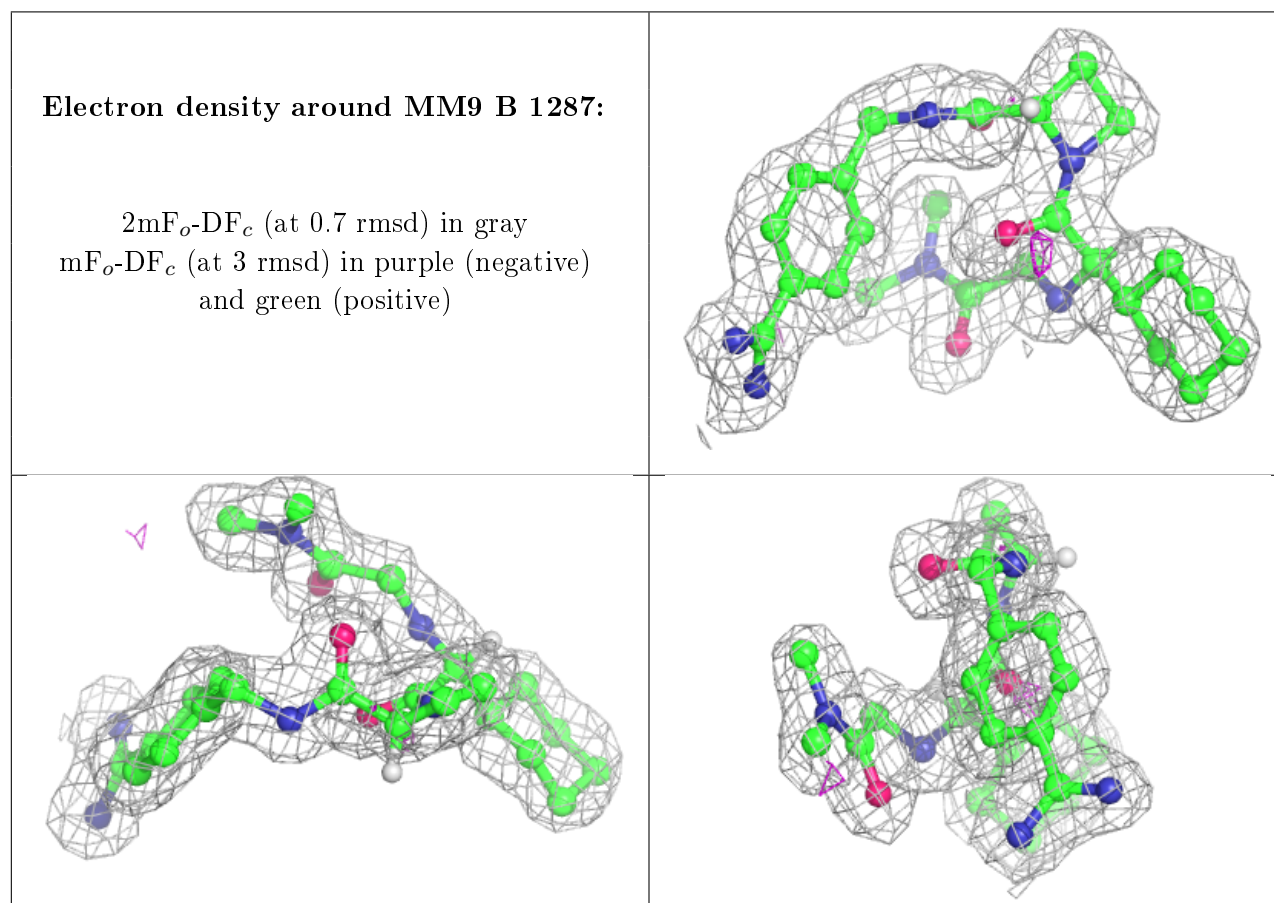 Electron density around MM9 B 1287:
2mFo-DFc (at 0.7 rmsd) in gray
mFo-DFc (at 3 rmsd) in purple (negative)
and green (positive)